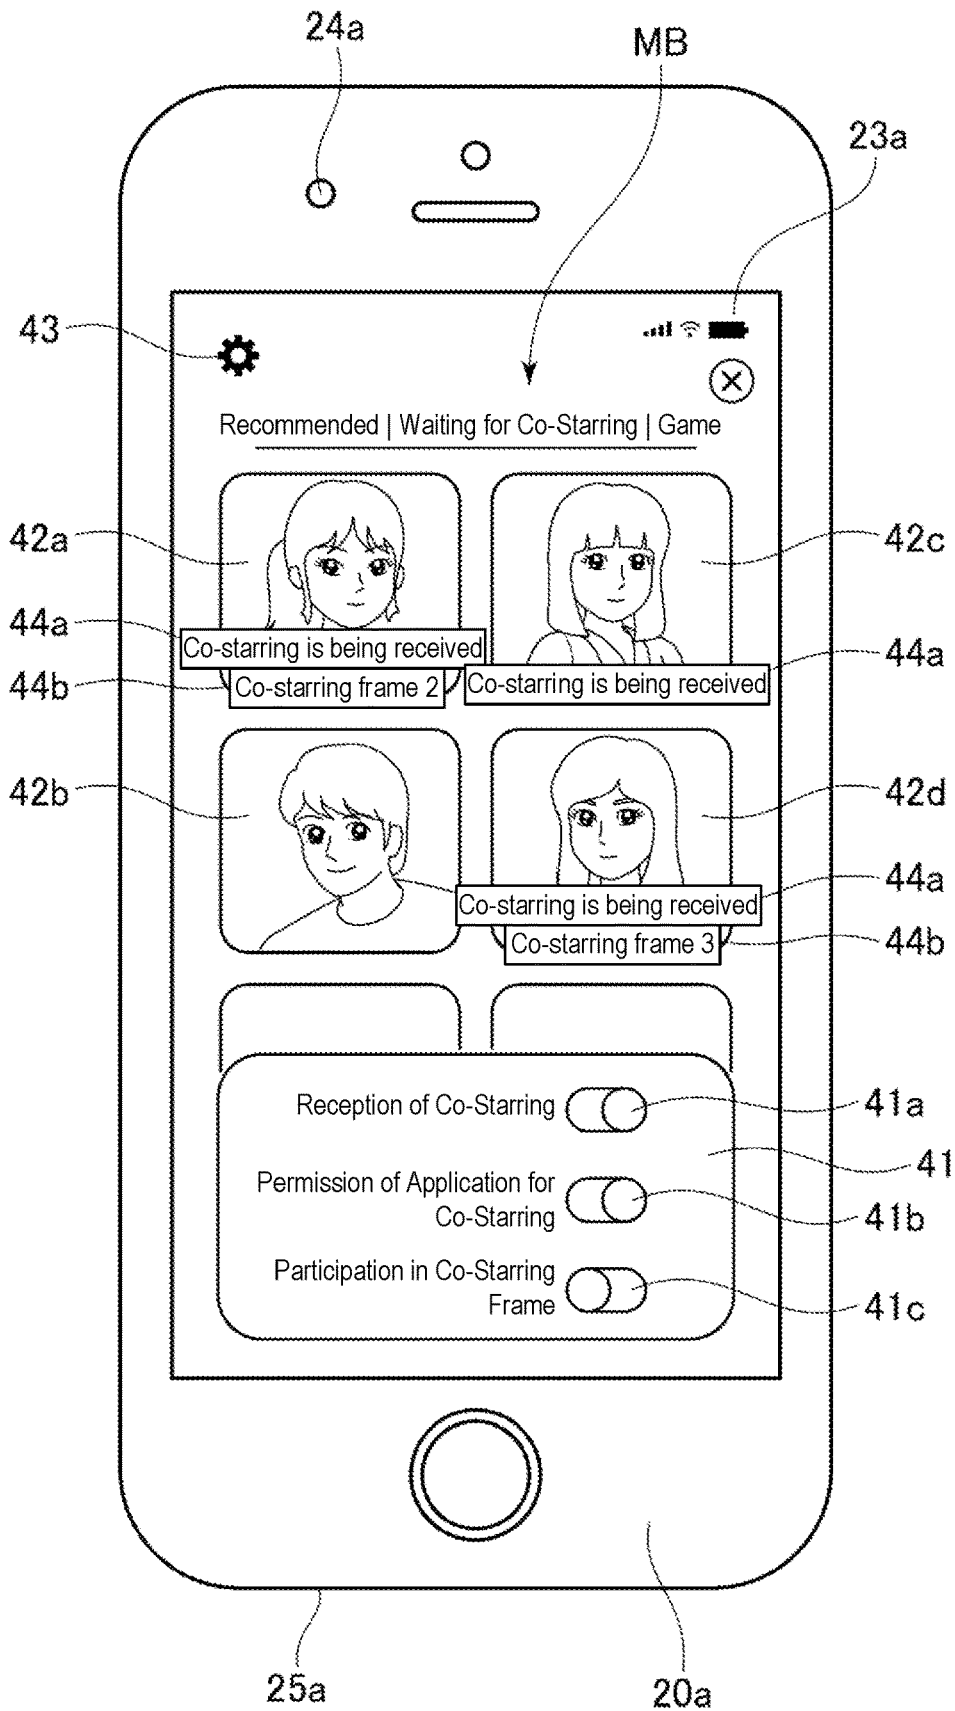 24a
MB
23a
43
Recommended | Waiting for Co-Starring | Game
42a
42c
44a
Co-starring is being received
44a
44b
Co-starring frame 2
Co-starring is being received
42b
42d
44a
Co-starring is being received
44b
Co-starring frame 3
Reception of Co-Starring
41a
41
Permission of Application for
Co-Starring
41b
Participation in Co-Starring
Frame
41c
25a
20a